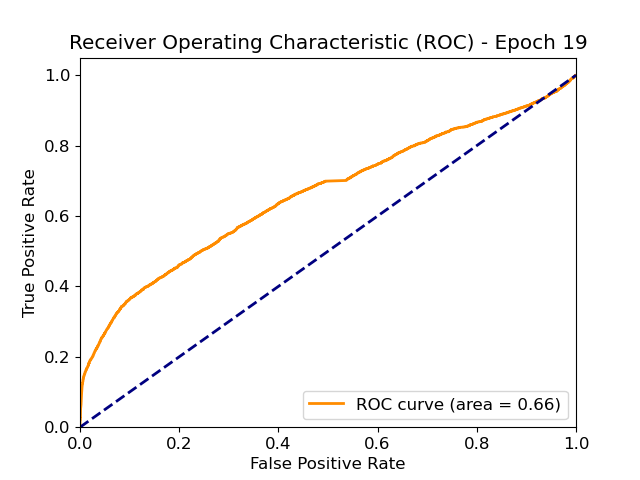 Receiver Operating Characteristic (ROC) - Epoch 19
True Positive Rate
1.0
0.8
0.6
0.4
0.2
0.0
ROC curve (area = 0.66)
0.0 0.2 0.4 0.6 0.8 1.0
False Positive Rate